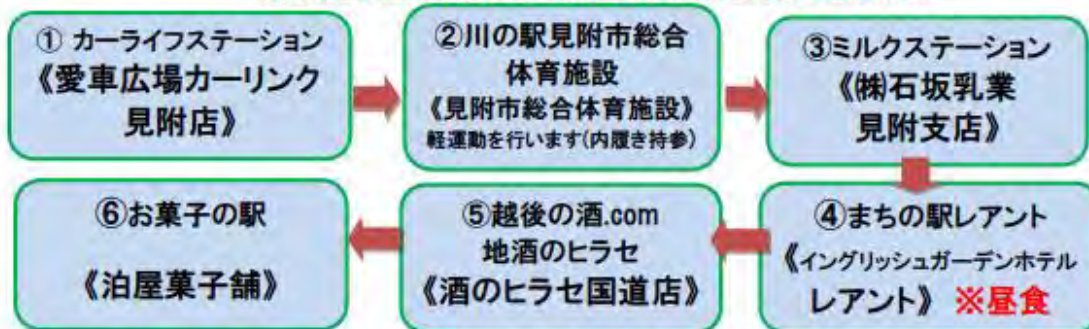 ① カーライフステーション
《愛車広場カーリンク
見附店》
②川の駅見附市総合
体育施設
《見附市総合体育施設》
軽運動を行います(内履き持参)
③ミルクステーション
《㈱石坂乳業
見附支店》
④まちの駅レアント
《イングリッシュガーデンホテル
レアント》 ※昼食
⑤越後の酒.com
地酒のヒラセ
《酒のヒラセ国道店》
⑥お菓子の駅
《泊屋菓子舗》